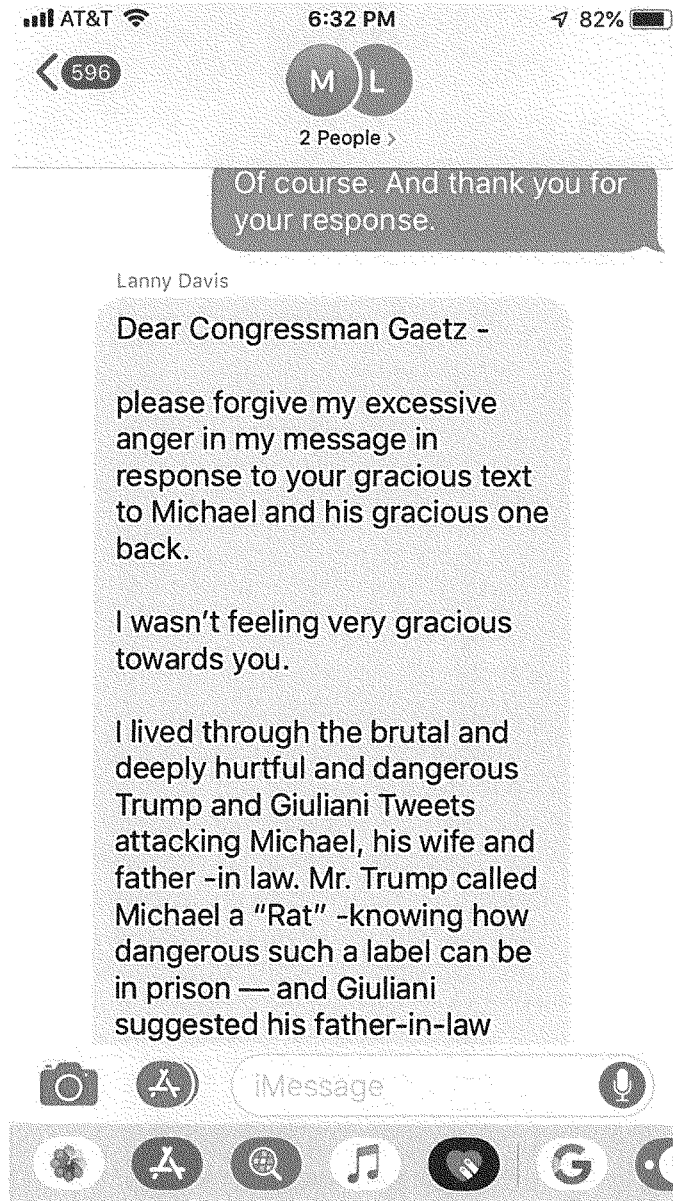 AT&T 6:32 PM 82%
596
M L
2 People >
Of course. And thank you for
your response.
Lanny Davis
Dear Congressman Gaetz -
please forgive my excessive
anger in my message in
response to your gracious text
to Michael and his gracious one
back.
I wasn't feeling very gracious
towards you.
I lived through the brutal and
deeply hurtful and dangerous
Trump and Giuliani Tweets
attacking Michael, his wife and
father -in law. Mr. Trump called
Michael a “Rat” -knowing how
dangerous such a label can be
in prison — and Giuliani
suggested his father-in-law
iMessage
G